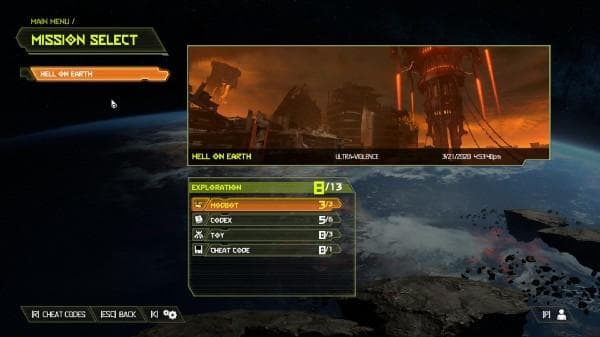 MAIN MENU /
MISSION SELECT
HELL ON EARTH
HELL ON EARTH ULTRA-VIOLENCE 3/21/2020 4:53:40pm
EXPLORATION 8/13
MODBOT 3/3
CODEX 5/6
TOY 0/3
CHEAT CODE 0/1
[R] CHEAT CODES [ESC] BACK [K] [P]